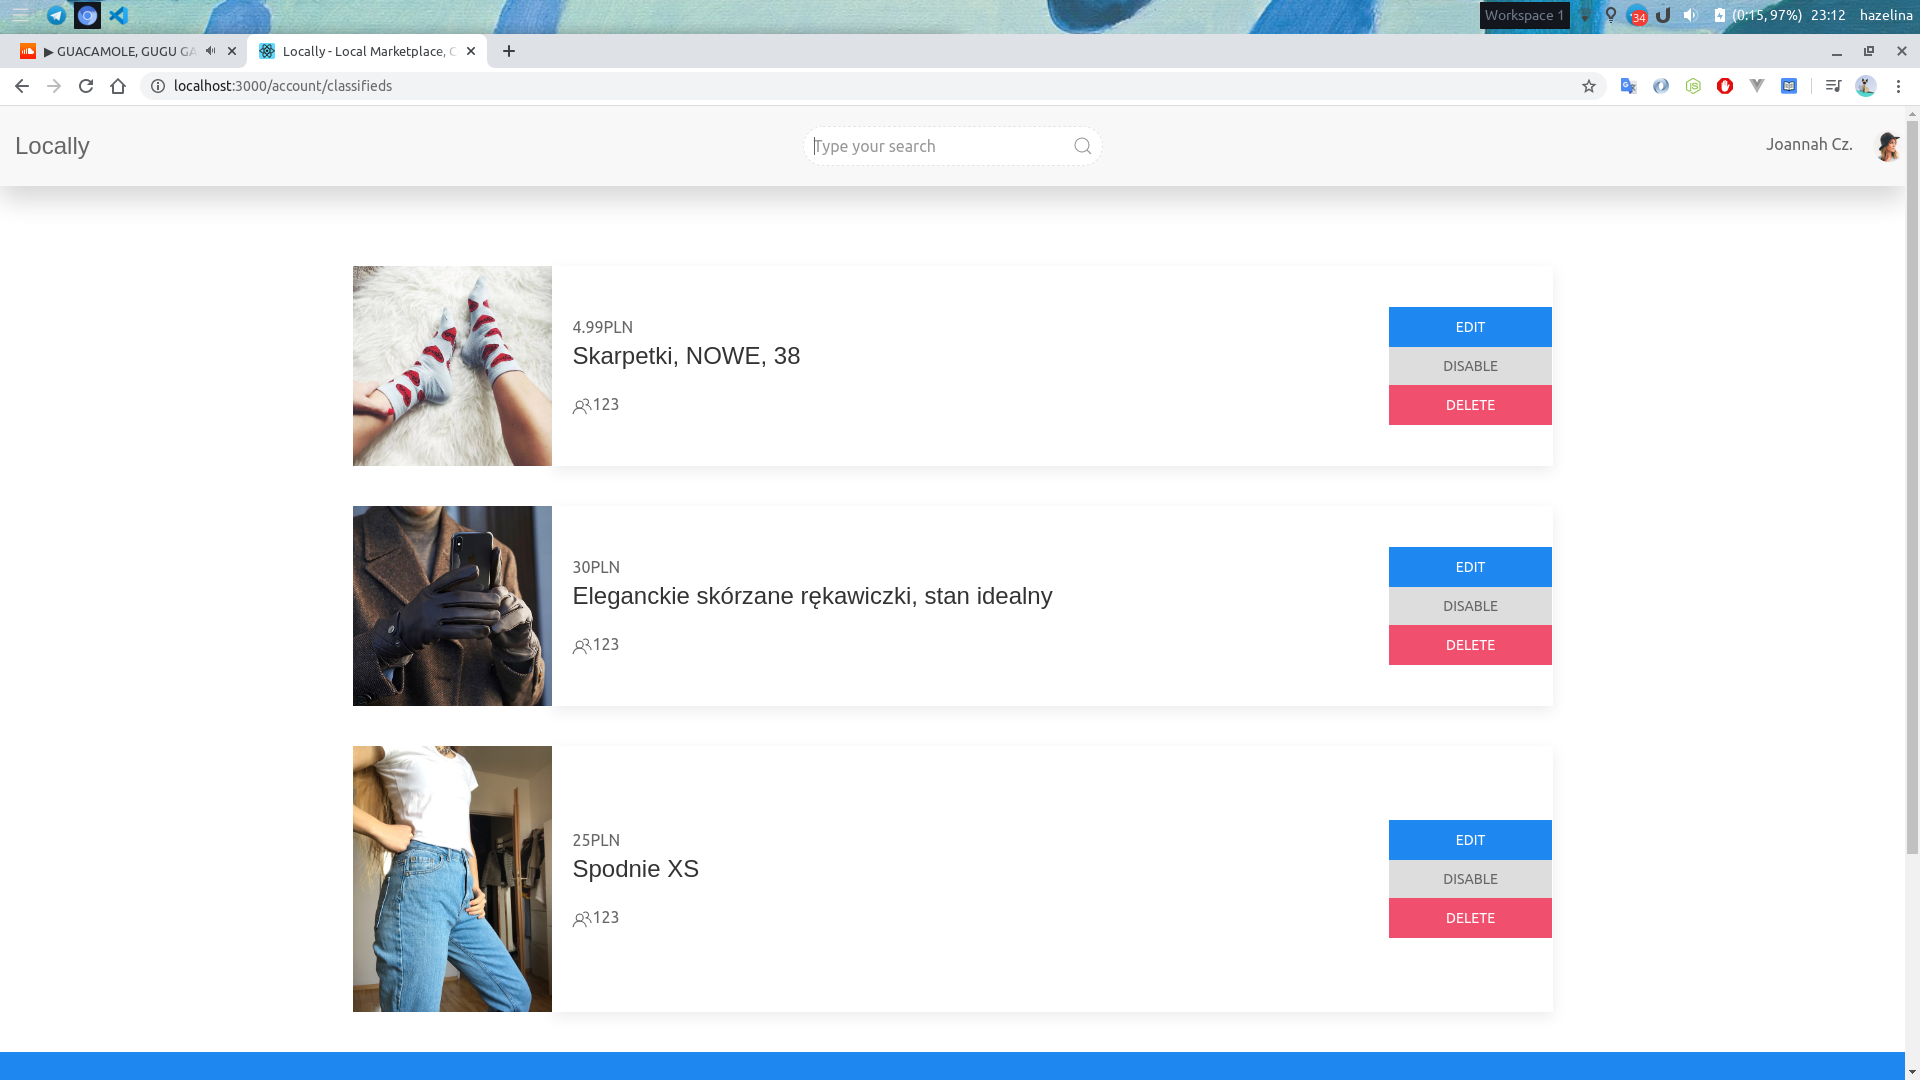 Workspace 1
34
(0:15, 97%) 23:12 hazelina
▶ GUACAMOLE, GUGU GA
Locally - Local Marketplace, C
localhost:3000/account/classifieds
Locally
Type your search
Joannah Cz.
4.99PLN
Skarpetki, NOWE, 38
123
EDIT
DISABLE
DELETE
30PLN
Eleganckie skórzane rękawiczki, stan idealny
123
EDIT
DISABLE
DELETE
25PLN
Spodnie XS
123
EDIT
DISABLE
DELETE